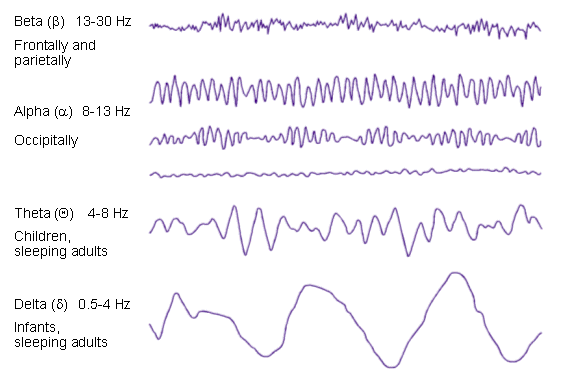 Beta (β) 13-30 Hz
Frontally and
parietally
Alpha (α) 8-13 Hz
Occipitally
Theta (Θ) 4-8 Hz
Children,
sleeping adults
Delta (δ) 0.5-4 Hz
Infants,
sleeping adults